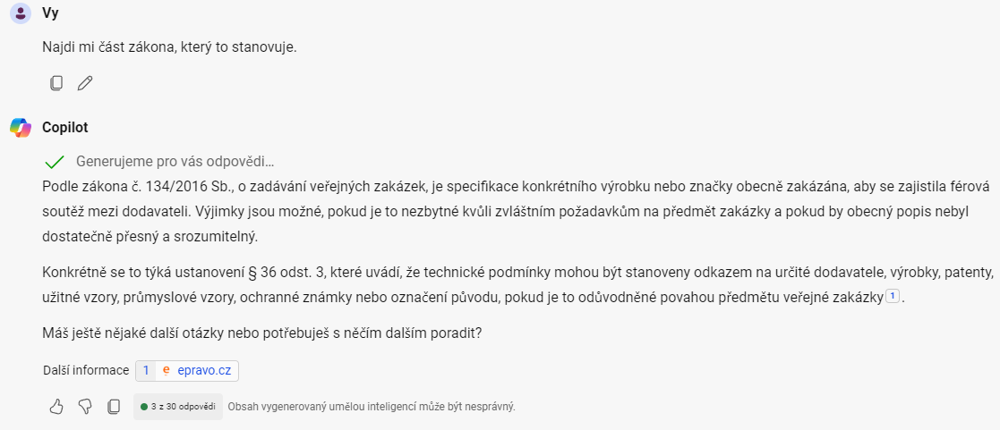 Vy
Najdi mi část zákona, který to stanovuje.
Copilot
Generujeme pro vás odpovědi...
Podle zákona č. 134/2016 Sb., o zadávání veřejných zakázek, je specifikace konkrétního výrobku nebo značky obecně zakázána, aby se zajistila férová
soutěž mezi dodavateli. Výjimky jsou možné, pokud je to nezbytné kvůli zvláštním požadavkům na předmět zakázky a pokud by obecný popis nebyl
dostatečně přesný a srozumitelný.
Konkrétně se to týká ustanovení § 36 odst. 3, které uvádí, že technické podmínky mohou být stanoveny odkazem na určité dodavatele, výrobky, patenty,
užitné vzory, průmyslové vzory, ochranné známky nebo označení původu, pokud je to odůvodněné povahou předmětu veřejné zakázky 1 .
Máš ještě nějaké další otázky nebo potřebuješ s něčím dalším poradit?
Další informace 1 e epravo.cz
3 z 30 odpovědi Obsah vygenerovaný umělou inteligencí může být nesprávný.